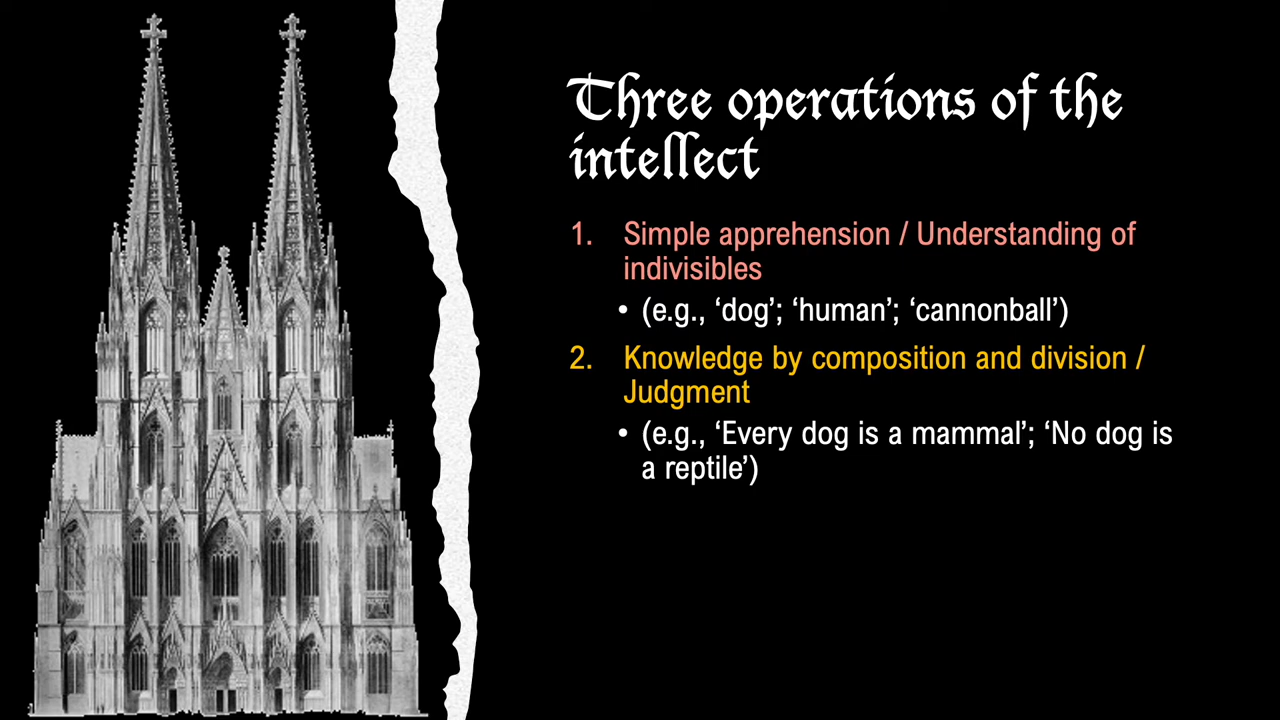 Three operations of the
intellect
1. Simple apprehension / Understanding of
indivisibles
• (e.g., ‘dog’; ‘human’; ‘cannonball’)
2. Knowledge by composition and division /
Judgment
• (e.g., ‘Every dog is a mammal’; ‘No dog is
a reptile’)